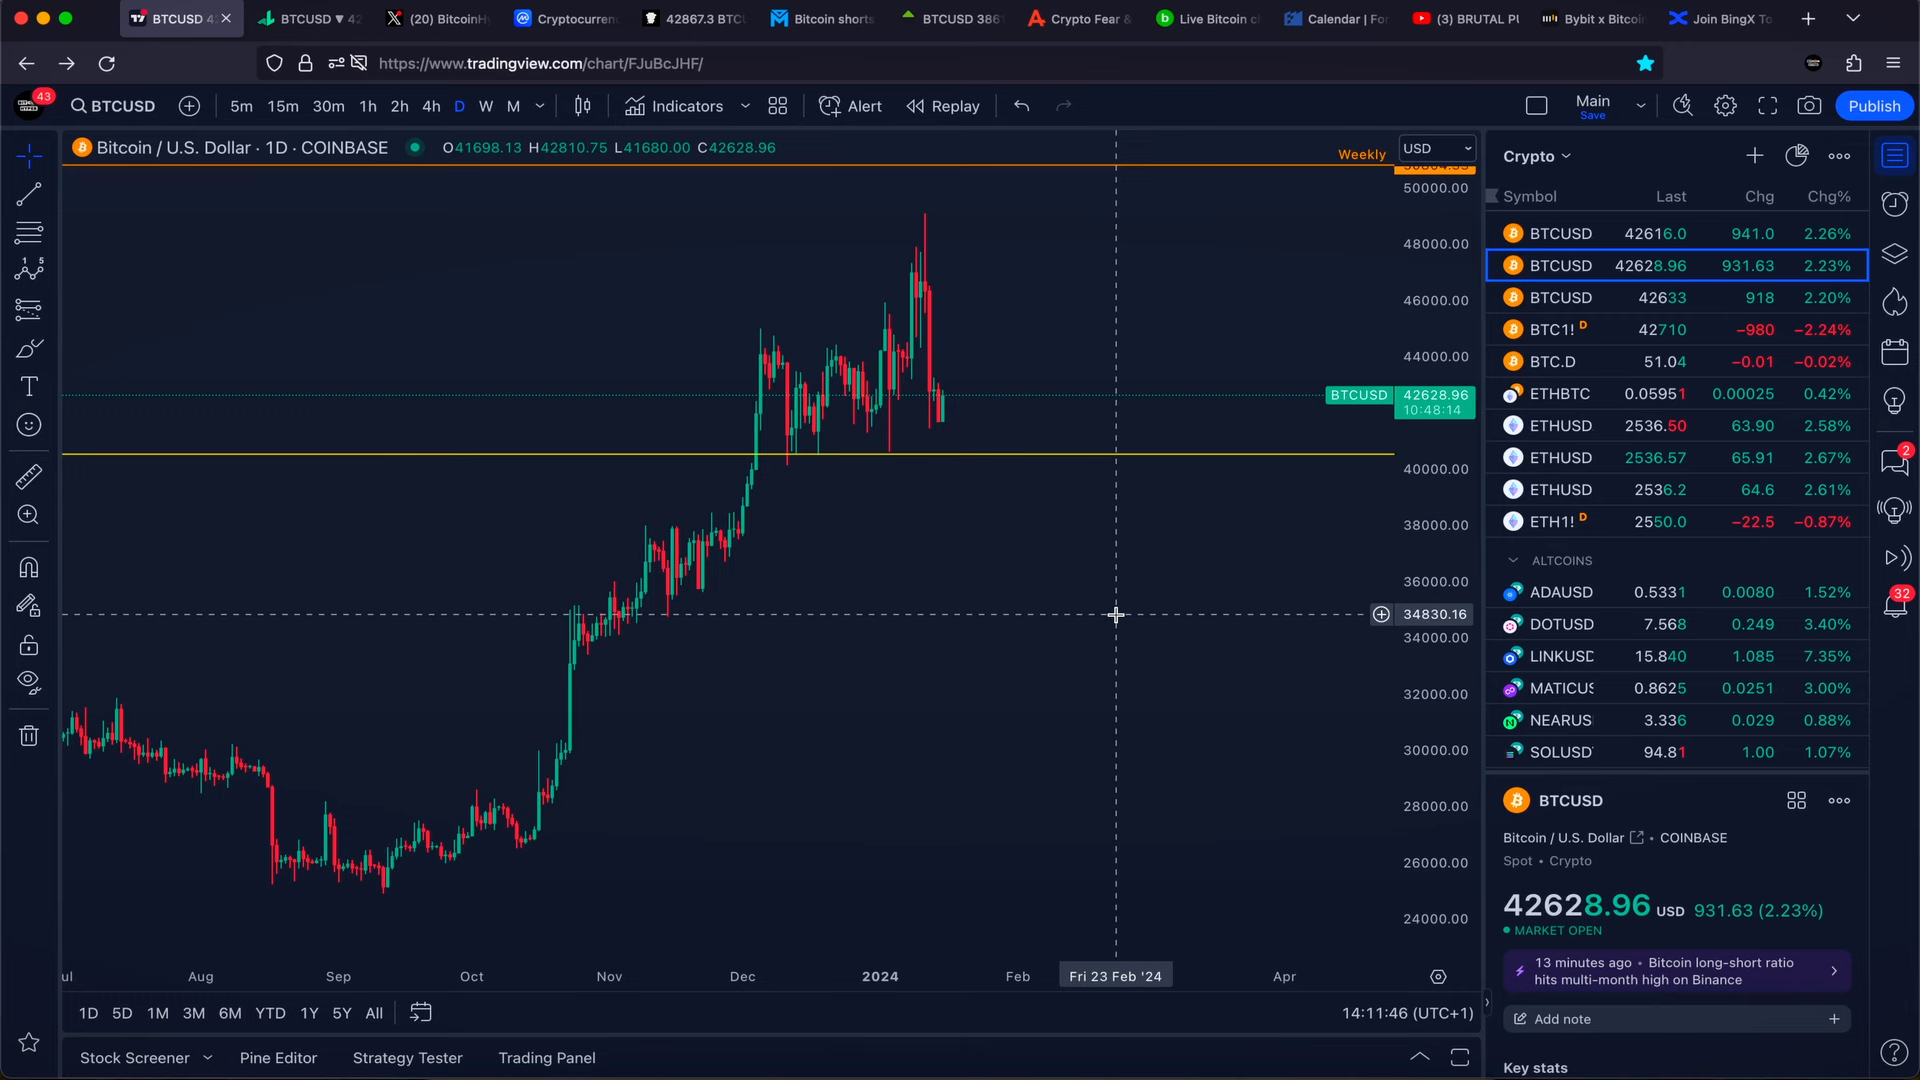 BTCUSD 4
BTCUSD ▼ 42
(20) BitcoinHy
Cryptocurren
42867.3 BTC
Bitcoin shorts
BTCUSD 386
Crypto Fear &
Live Bitcoin c
Calendar | For
(3) BRUTAL PU
Bybit x Bitcoi
Join BingX To
https://www.tradingview.com/chart/FJuBcJHF/
43
BTCUSD
5m 15m 30m 1h 2h 4h D W M
Indicators
Alert
Replay
Main
Save
Publish
Bitcoin / U.S. Dollar · 1D · COINBASE
O41698.13 H42810.75 L41680.00 C42628.96
Weekly
USD
50000.00
48000.00
46000.00
44000.00
BTCUSD 42628.96
10:48:14
40000.00
38000.00
36000.00
34830.16
34000.00
32000.00
30000.00
28000.00
26000.00
24000.00
ul Aug Sep Oct Nov Dec 2024 Feb Fri 23 Feb '24 Apr
1D 5D 1M 3M 6M YTD 1Y 5Y All
14:11:46 (UTC+1)
Stock Screener
Pine Editor
Strategy Tester
Trading Panel
Crypto
Symbol Last Chg Chg%
BTCUSD 42616.0 941.0 2.26%
BTCUSD 42628.96 931.63 2.23%
BTCUSD 42633 918 2.20%
BTC1! D 42710 −980 −2.24%
BTC.D 51.04 −0.01 −0.02%
ETHBTC 0.05951 0.00025 0.42%
ETHUSD 2536.50 63.90 2.58%
ETHUSD 2536.57 65.91 2.67%
ETHUSD 2536.2 64.6 2.61%
ETH1! D 2550.0 −22.5 −0.87%
ALTCOINS
ADAUSD 0.5331 0.0080 1.52%
DOTUSD 7.568 0.249 3.40%
LINKUSD 15.840 1.085 7.35%
MATICUS 0.8625 0.0251 3.00%
NEARUS 3.336 0.029 0.88%
SOLUSD 94.81 1.00 1.07%
BTCUSD
Bitcoin / U.S. Dollar • COINBASE
Spot • Crypto
42628.96 USD 931.63 (2.23%)
MARKET OPEN
13 minutes ago • Bitcoin long-short ratio
hits multi-month high on Binance
Add note
Key stats
2
32
1 5